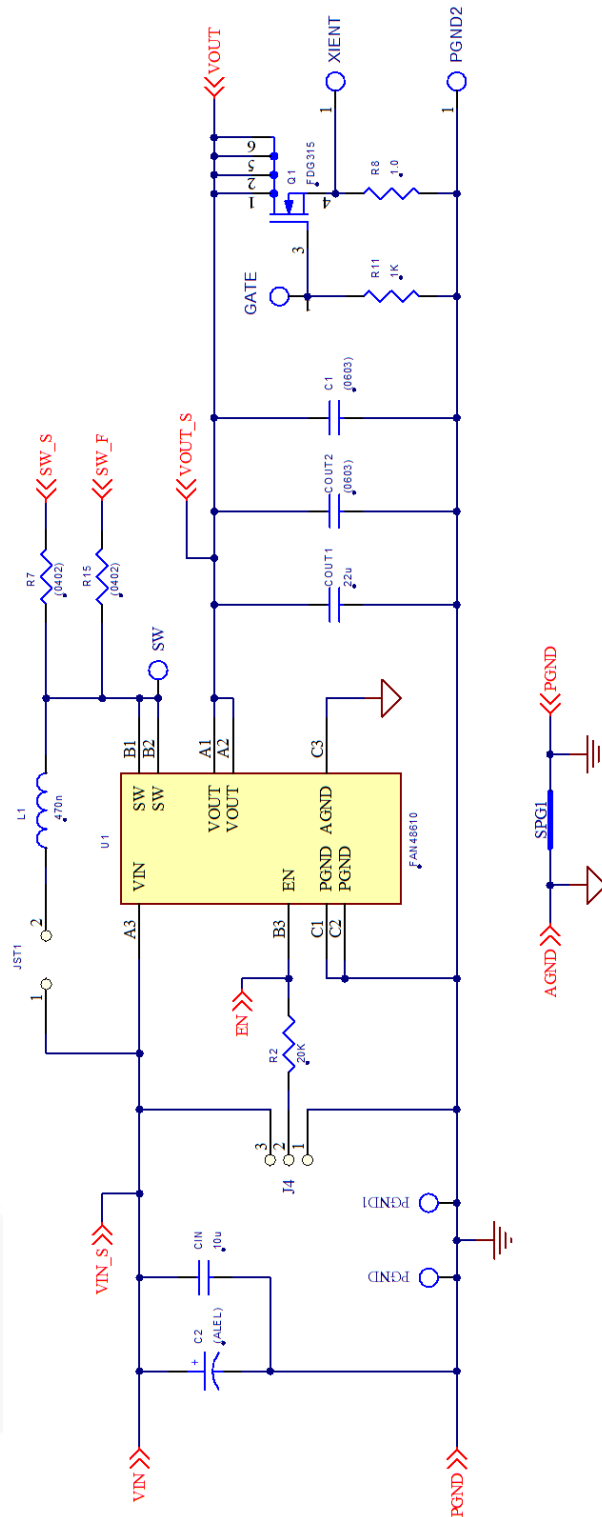 VIN
PGND
C2
+
(ALEL)
CIN
10u
VIN_S
PGND
PGND1
J4
3
2
1
R2
20K
EN
JST1
1
2
L1
470n
U1
A3
VIN
B3
EN
C1
PGND
C2
PGND
SW
B1
SW
B2
VOUT
A1
VOUT
A2
AGND
C3
FAN48610
SW
R7
(0402)
SW_S
R15
(0402)
SW_F
VOUT_S
COUT1
22u
COUT2
(0603)
C1
(0603)
GATE
1
R11
1K
3
1
2
5
6
Q1
FDG315
4
R8
1.0
VOUT
XIENT
1
PGND2
1
AGND
SPG1
PGND